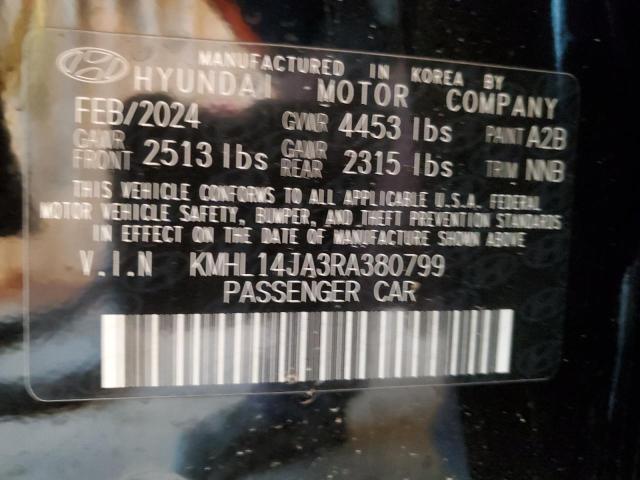 MANUFACTURED IN KOREA BY
HYUNDAI MOTOR COMPANY
FEB/2024 GVWR 4453 lbs PAINT A2B
GAWR FRONT 2513 lbs GAWR REAR 2315 lbs TRIM NNB
THIS VEHICLE CONFORMS TO ALL APPLICABLE U.S.A. FEDERAL
MOTOR VEHICLE SAFETY, BUMPER, AND THEFT PREVENTION STANDARDS
IN EFFECT ON THE DATE OF MANUFACTURE SHOWN ABOVE
V.I.N KMHL14JA3RA380799
PASSENGER CAR